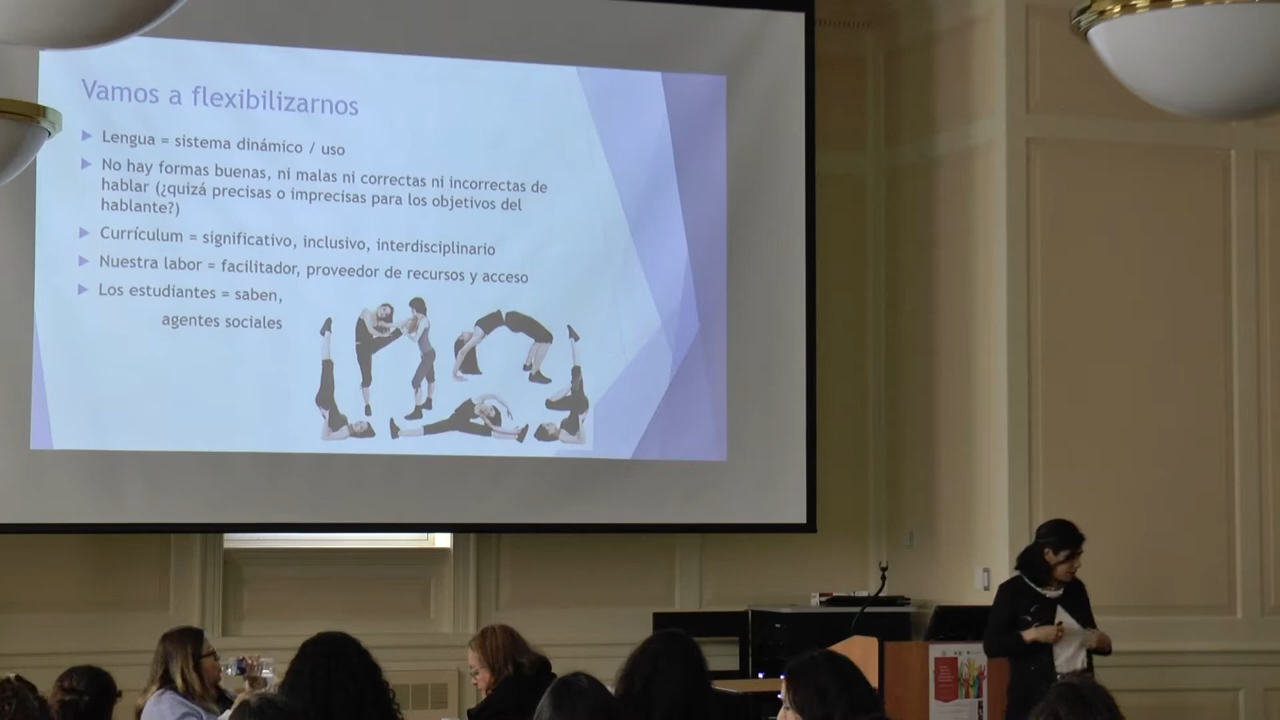 Vamos a flexibilizarnos
Lengua = sistema dinámico / uso
No hay formas buenas, ni malas ni correctas ni incorrectas de
hablar (¿quizá precisas o imprecisas para los objetivos del
hablante?)
Currículum = significativo, inclusivo, interdisciplinario
Nuestra labor = facilitador, proveedor de recursos y acceso
Los estudiantes = saben,
agentes sociales